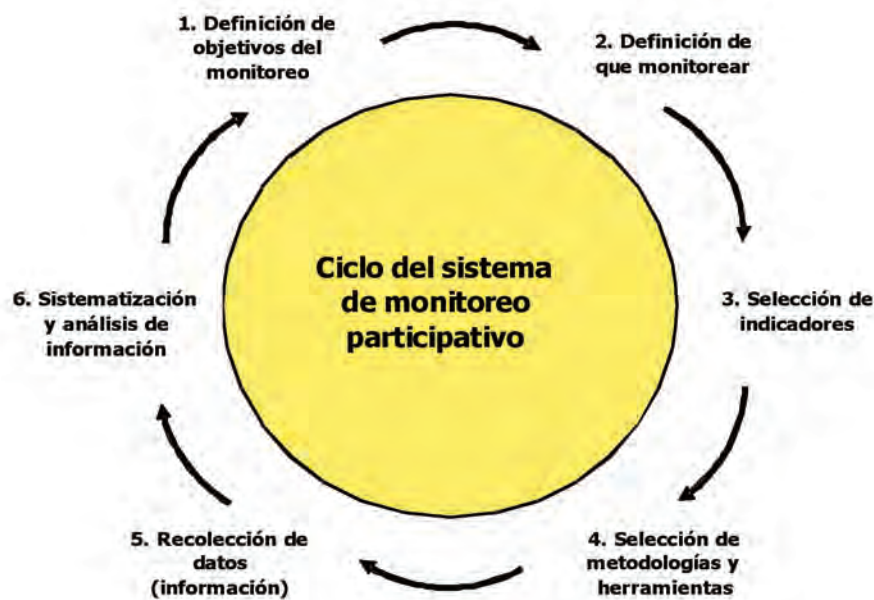 1. Definición de
objetivos del
monitoreo
2. Definición de
que monitorear
3. Selección de
indicadores
4. Selección de
metodologías y
herramientas
5. Recolección de
datos
(información)
6. Sistematización
y análisis de
información
Ciclo del sistema
de monitoreo
participativo